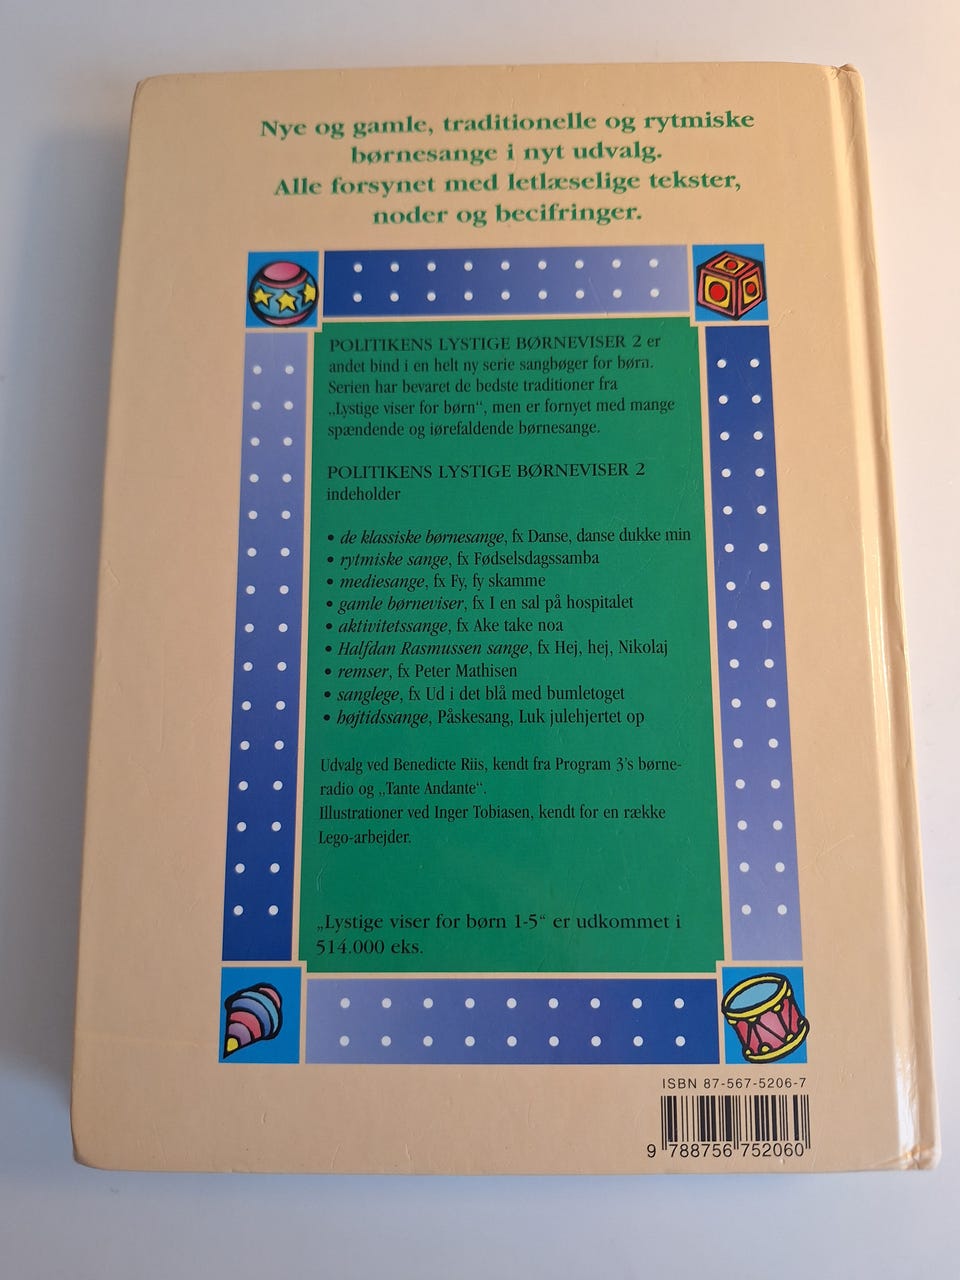 Nye og gamle, traditionelle og rytmiske
børnesange i nyt udvalg.
Alle forsynet med letlæselige tekster,
noder og becifringer.
POLITIKENS LYSTIGE BØRNEVISER 2 er
andet bind i en helt ny serie sangbøger for børn.
Serien har bevaret de bedste traditioner fra
„Lystige viser for børn“, men er fornyet med mange
spændende og iørefaldende børnesange.
POLITIKENS LYSTIGE BØRNEVISER 2
indeholder
• de klassiske børnesange, fx Danse, danse dukke min
• rytmiske sange, fx Fødselsdagssamba
• mediesange, fx Fy, fy skamme
• gamle børneviser, fx I en sal på hospitalet
• aktivitetssange, fx Ake take noa
• Halfdan Rasmussen sange, fx Hej, hej, Nikolaj
• remser, fx Peter Mathisen
• sanglege, fx Ud i det blå med bumletoget
• højtidssange, Påskesang, Luk julehjertet op
Udvalg ved Benedicte Riis, kendt fra Program 3's børne-
radio og „Tante Andante“.
Illustrationer ved Inger Tobiasen, kendt for en række
Lego-arbejder.
„Lystige viser for børn 1-5“ er udkommet i
514.000 eks.
ISBN 87-567-5206-7
9 788756 752060